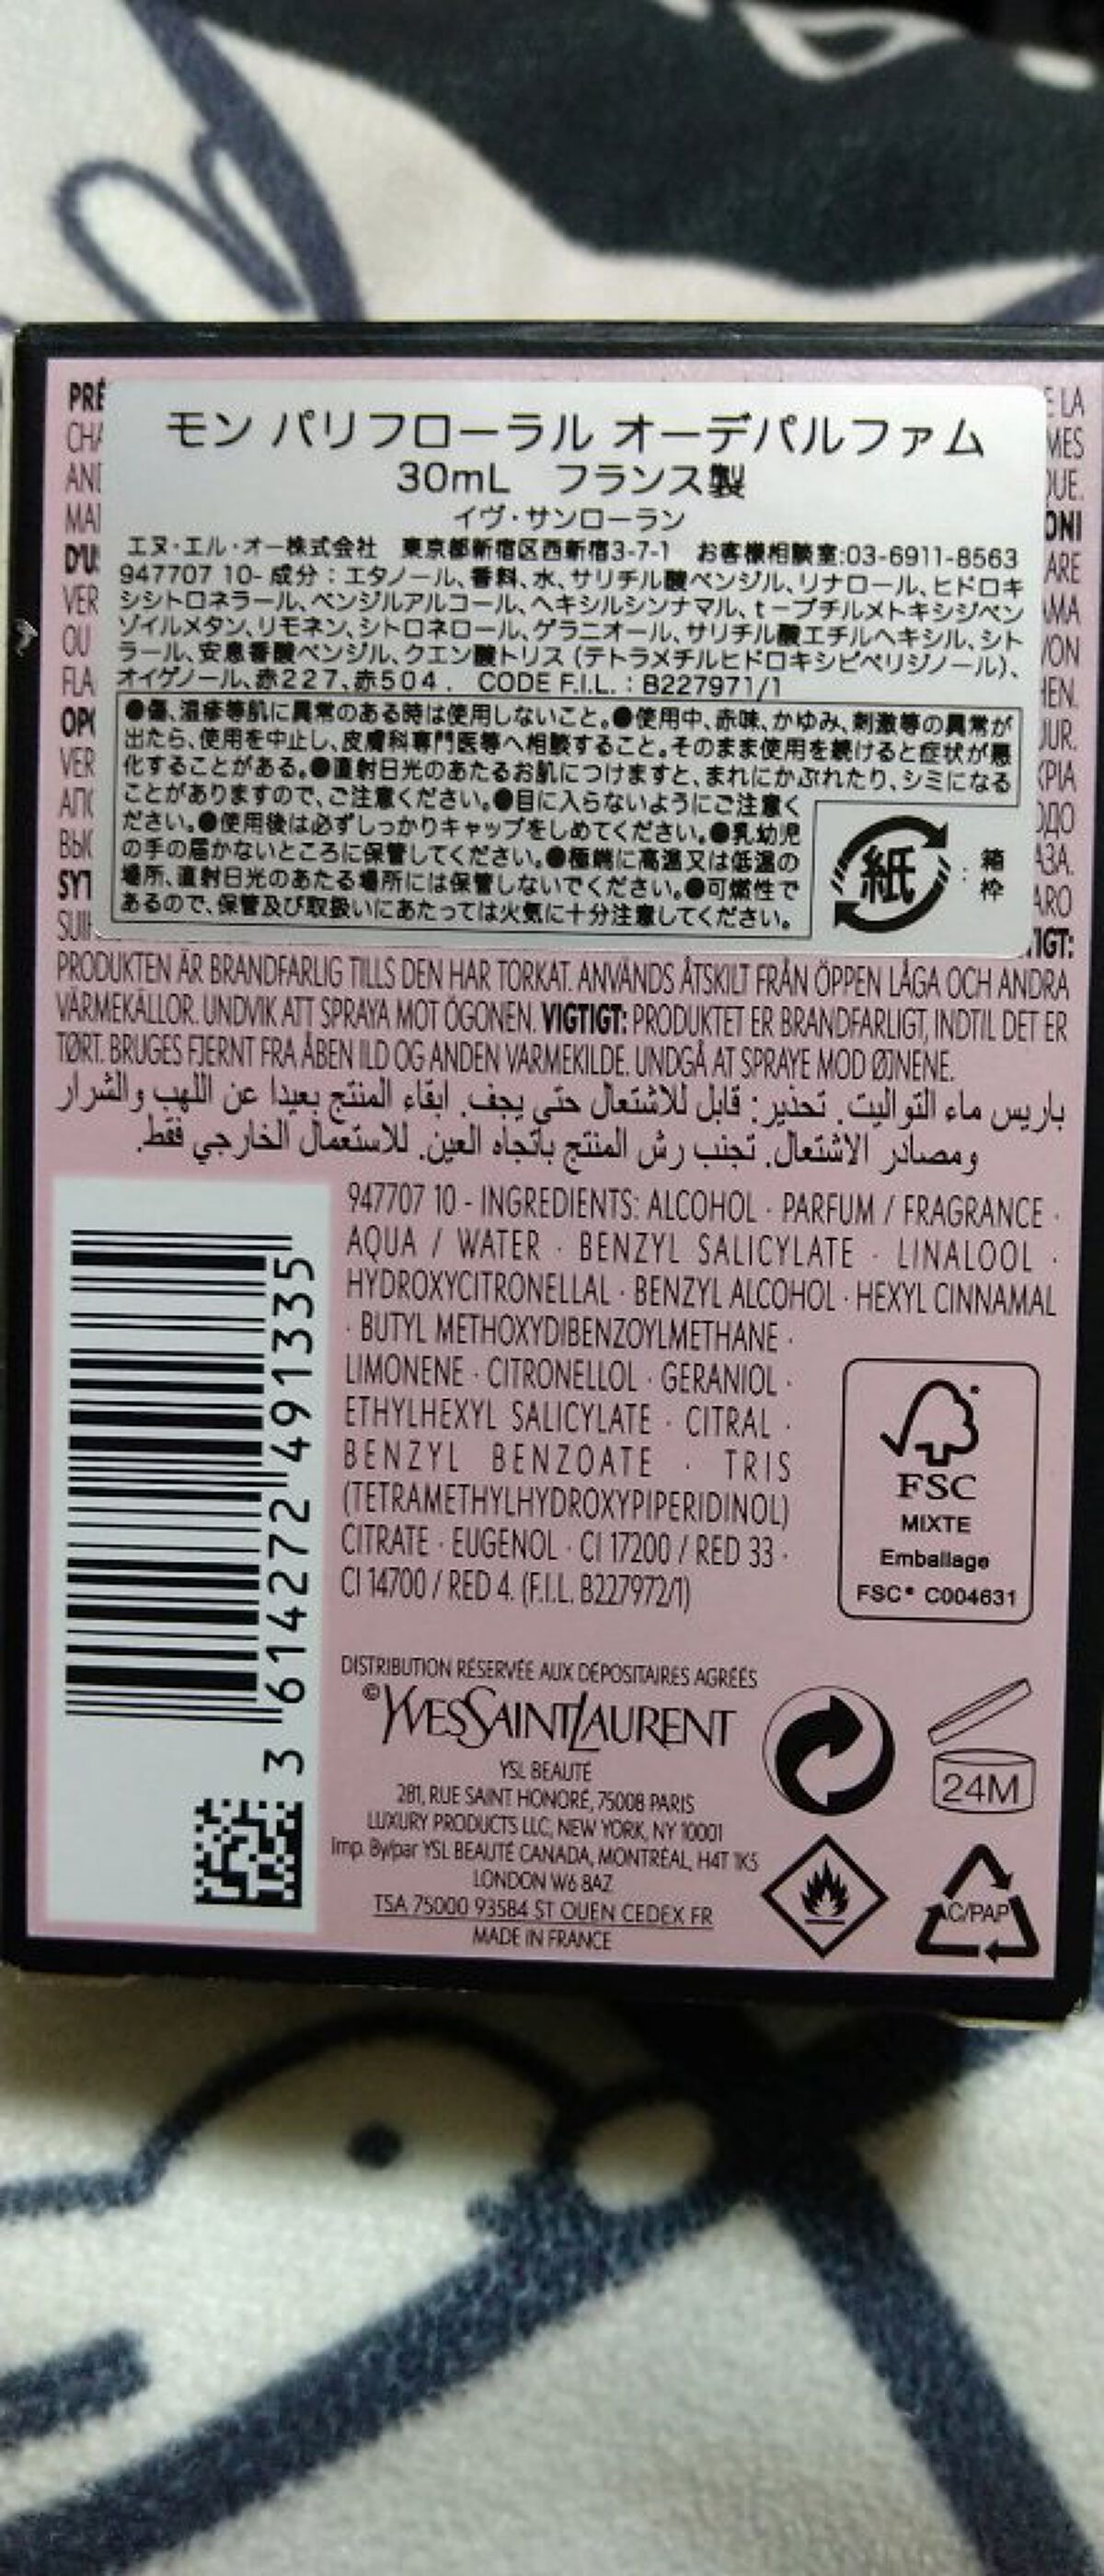 モン パリフローラル オーデパルファム
30mL フランス製
イヴ・サンローラン
エヌ・エル・オー株式会社 東京都新宿区西新宿3-7-1 お客様相談室:03-6911-8563
947707 10- 成分：エタノール、香料、水、サリチル酸ベンジル、リナロール、ヒドロキ
シシトロネラール、ベンジルアルコール、ヘキシルシンナマル、t－ブチルメトキシジベン
ゾイルメタン、リモネン、シトロネロール、ゲラニオール、サリチル酸エチルヘキシル、シト
ラール、安息香酸ベンジル、クエン酸トリス（テトラメチルヒドロキシピペリジノール）、
オイゲノール、赤227、赤504． CODE F.I.L.：B227971/1
●傷、湿疹等肌に異常のある時は使用しないこと。●使用中、赤味、かゆみ、刺激等の異常が
出たら、使用を中止し、皮膚科専門医等へ相談すること。そのまま使用を続けると症状が悪
化することがある。●直射日光のあたるお肌につけますと、まれにかぶれたり、シミになる
ことがありますので、ご注意ください。●目に入らないようにご注意く
ださい。●使用後は必ずしっかりキャップをしめてください。●乳幼児
の手の届かないところに保管してください。●極端に高温又は低温の
場所、直射日光のあたる場所には保管しないでください。●可燃性で
あるので、保管及び取扱いにあたっては火気に十分注意してください。
紙 : 箱
枠
PRODUKTEN ÄR BRANDFARLIG TILLS DEN HAR TORKAT. ANVÄNDS ÅTSKILT FRÅN ÖPPEN LÅGA OCH ANDRA
VÄRMEKÄLLOR. UNDVIK ATT SPRAYA MOT ÖGONEN. VIGTIGT: PRODUKTET ER BRANDFARLIGT, INDTIL DET ER
TØRT. BRUGES FJERNT FRA ÅBEN ILD OG ANDEN VARMEKILDE. UNDGÅ AT SPRAYE MOD ØJNENE.
باريس ماء التواليت. تحذير: قابل للاشتعال حتى يجف. ابقاء المنتج بعيدا عن اللهب والشرار
ومصادر الاشتعال. تجنب رش المنتج باتجاه العين. للاستعمال الخارجي فقط.
947707 10 - INGREDIENTS: ALCOHOL · PARFUM / FRAGRANCE ·
AQUA / WATER · BENZYL SALICYLATE · LINALOOL ·
HYDROXYCITRONELLAL · BENZYL ALCOHOL · HEXYL CINNAMAL
· BUTYL METHOXYDIBENZOYLMETHANE ·
LIMONENE · CITRONELLOL · GERANIOL ·
ETHYLHEXYL SALICYLATE · CITRAL ·
BENZYL BENZOATE · TRIS
(TETRAMETHYLHYDROXYPIPERIDINOL)
CITRATE · EUGENOL · CI 17200 / RED 33 ·
CI 14700 / RED 4. (F.I.L. B227972/1)
3 614272 491335
FSC
MIXTE
Emballage
FSC® C004631
DISTRIBUTION RÉSERVÉE AUX DÉPOSITAIRES AGRÉÉS
©YVESSAINTLAURENT
YSL BEAUTÉ
281, RUE SAINT HONORÉ, 75008 PARIS
LUXURY PRODUCTS LLC, NEW YORK, NY 10001
Imp. By/par YSL BEAUTÉ CANADA, MONTRÉAL, H4T 1K5
LONDON W6 8AZ
TSA 75000 93584 ST OUEN CEDEX FR
MADE IN FRANCE
24M
C/PAP